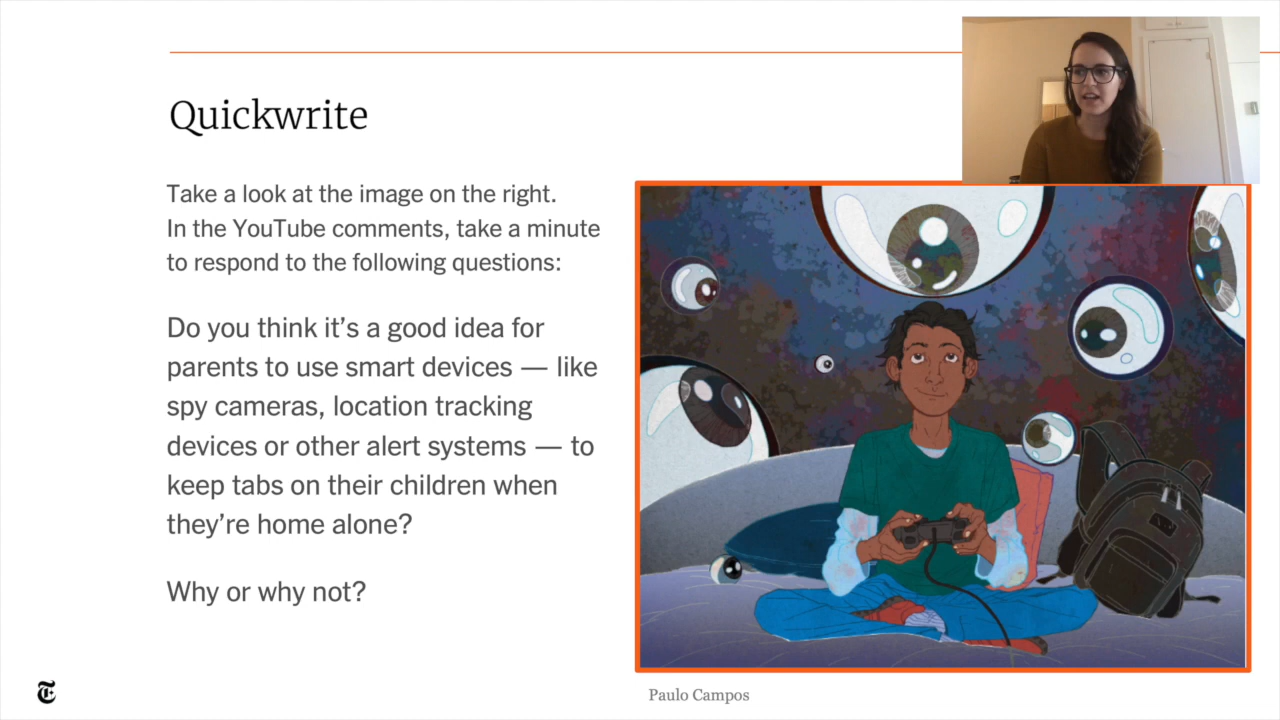 Quickwrite
Take a look at the image on the right.
In the YouTube comments, take a minute
to respond to the following questions:
Do you think it’s a good idea for
parents to use smart devices — like
spy cameras, location tracking
devices or other alert systems — to
keep tabs on their children when
they’re home alone?
Why or why not?
T
Paulo Campos